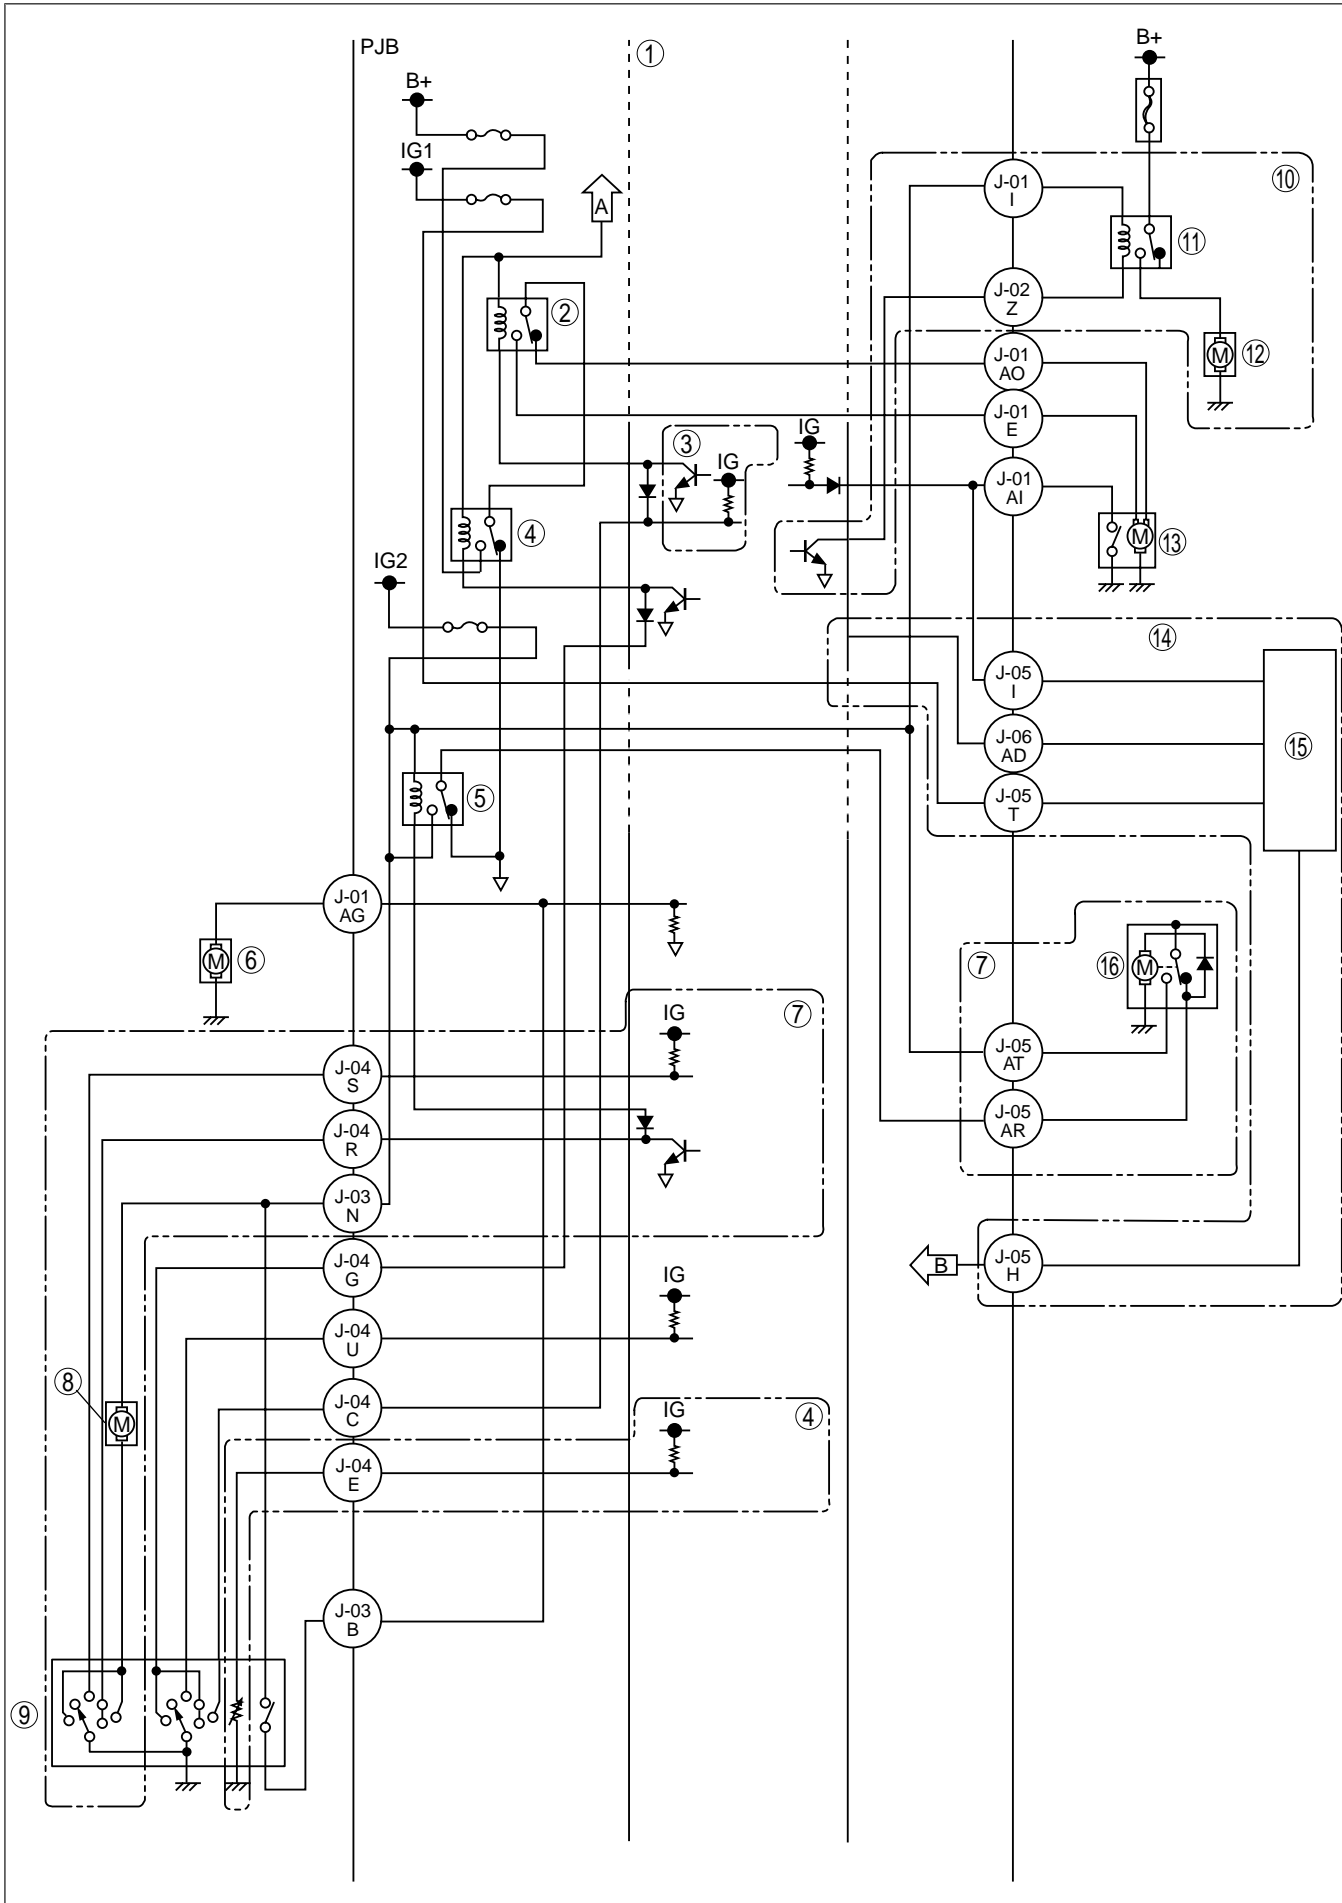 PJB
①
B+
B+
IG1
A
J-01
I
⑩
⑪
J-02
Z
②
J-01
AO
M
⑫
J-01
E
③
IG
IG
J-01
AI
④
M
⑬
IG2
⑭
J-05
I
J-06
AD
⑮
J-05
T
⑤
J-01
AG
M
⑥
⑦
⑯
M
IG
⑦
J-04
S
J-05
AT
J-04
R
J-05
AR
J-03
N
J-04
G
B
J-05
H
IG
J-04
U
⑧
M
J-04
C
IG
④
J-04
E
J-03
B
⑨